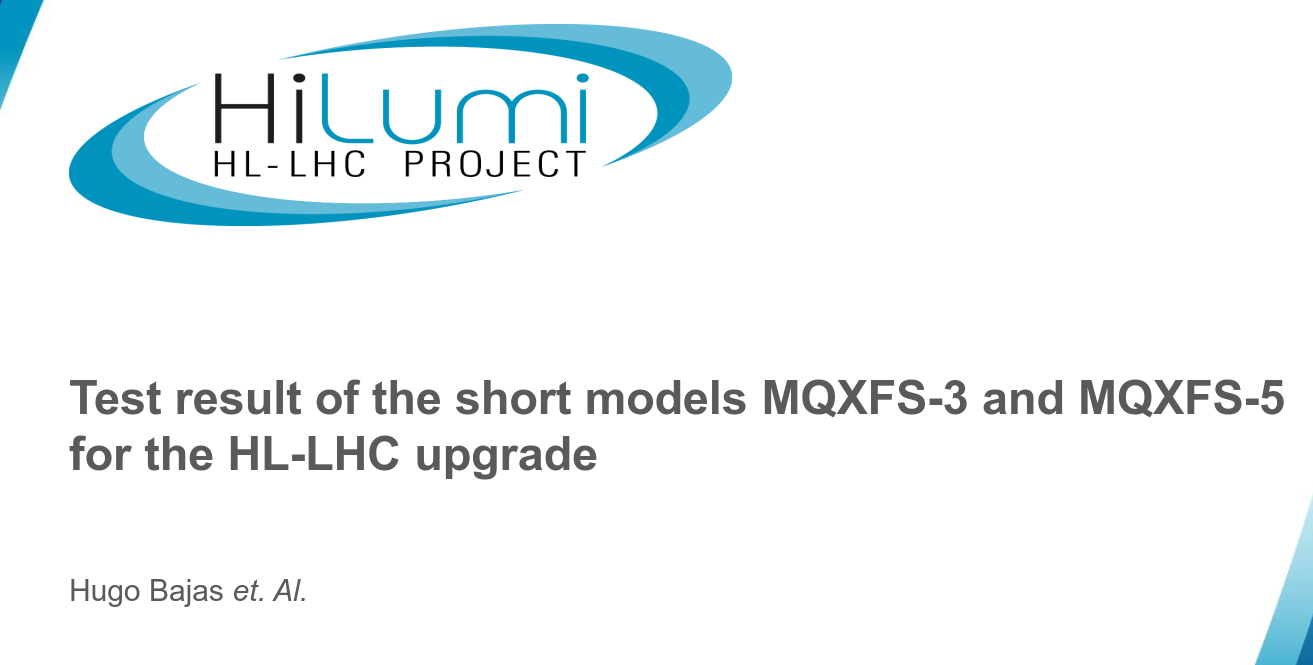 HiLumi
HL-LHC PROJECT
Test result of the short models MQXFS-3 and MQXFS-5
for the HL-LHC upgrade
Hugo Bajas et. Al.